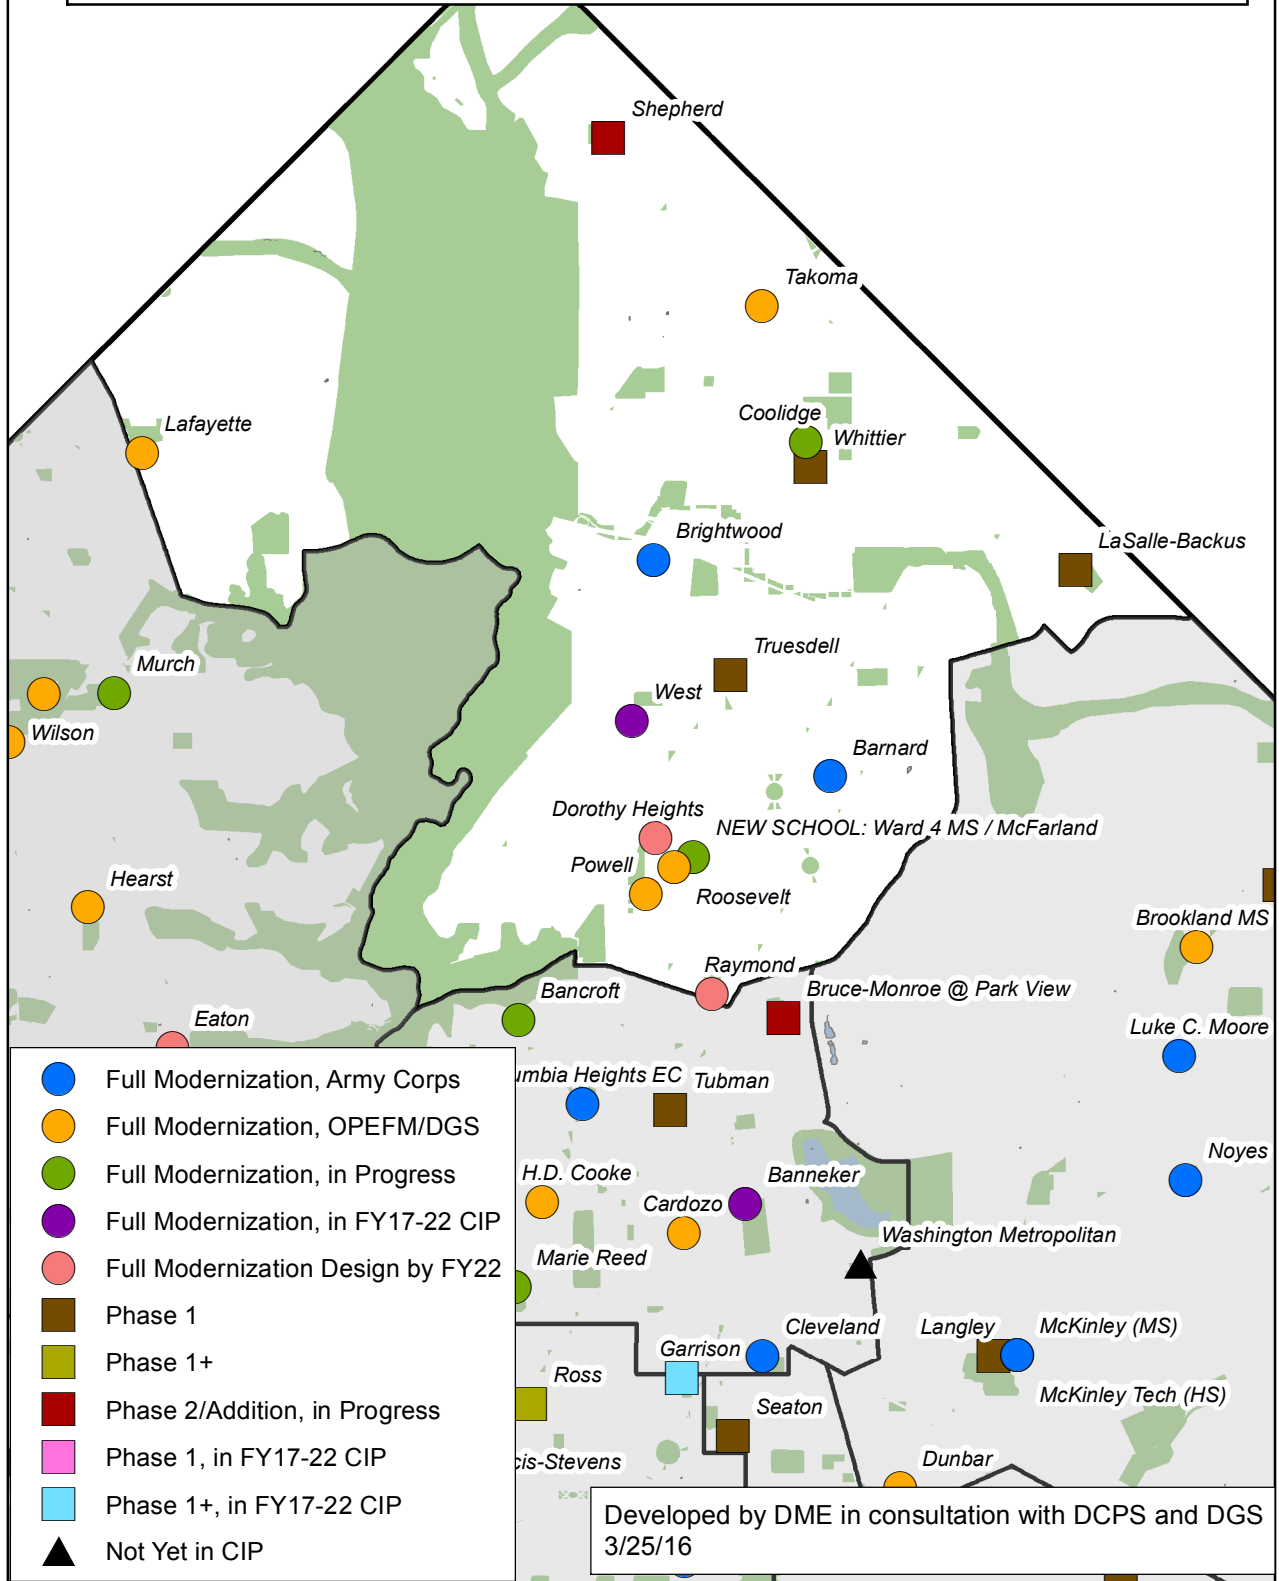 Shepherd
Takoma
Coolidge
Lafayette
Whittier
Brightwood
LaSalle-Backus
Truesdell
Murch
West
Wilson
Barnard
Dorothy Heights
NEW SCHOOL: Ward 4 MS / McFarland
Powell
Hearst
Roosevelt
Brookland MS
Raymond
Bancroft
Bruce-Monroe @ Park View
Eaton
Luke C. Moore
umbia Heights EC
Tubman
Noyes
H.D. Cooke
Banneker
Cardozo
Washington Metropolitan
Marie Reed
Cleveland
Langley
McKinley (MS)
Garrison
Ross
McKinley Tech (HS)
Seaton
cis-Stevens
Dunbar
Full Modernization, Army Corps
Full Modernization, OPEFM/DGS
Full Modernization, in Progress
Full Modernization, in FY17-22 CIP
Full Modernization Design by FY22
Phase 1
Phase 1+
Phase 2/Addition, in Progress
Phase 1, in FY17-22 CIP
Phase 1+, in FY17-22 CIP
Not Yet in CIP
Developed by DME in consultation with DCPS and DGS
3/25/16